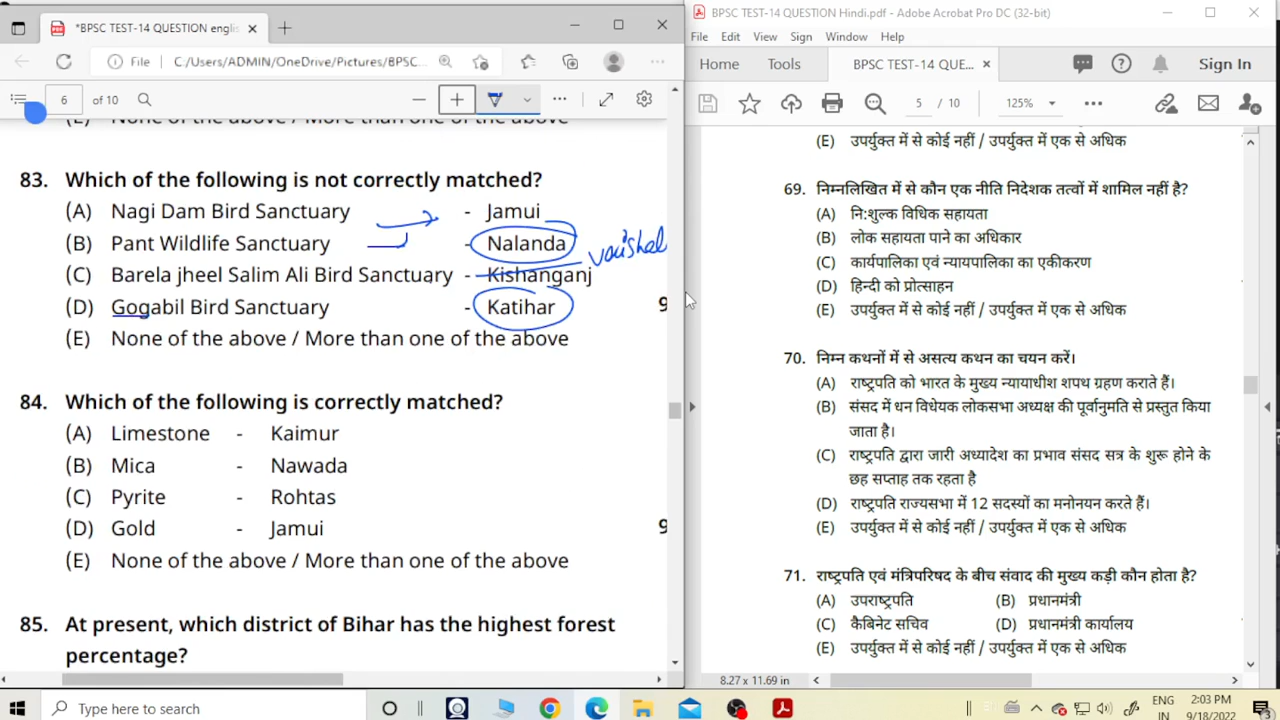 *BPSC TEST-14 QUESTION engli
File C:/Users/ADMIN/OneDrive/Pictures/BPSC.
6 of 10
(E) None of the above / More than one of the above
83. Which of the following is not correctly matched?
(A) Nagi Dam Bird Sanctuary - Jamui
(B) Pant Wildlife Sanctuary - Nalanda
(C) Barela jheel Salim Ali Bird Sanctuary - Kishanganj vaishal
(D) Gogabil Bird Sanctuary - Katihar 9
(E) None of the above / More than one of the above
84. Which of the following is correctly matched?
(A) Limestone - Kaimur
(B) Mica - Nawada
(C) Pyrite - Rohtas
(D) Gold - Jamui 9
(E) None of the above / More than one of the above
85. At present, which district of Bihar has the highest forest
percentage?
BPSC TEST-14 QUESTION Hindi.pdf - Adobe Acrobat Pro DC (32-bit)
File Edit View Sign Window Help
Home Tools BPSC TEST-14 QUE... Sign In
5 / 10 125%
(E) उपर्युक्त में से कोई नहीं / उपर्युक्त में एक से अधिक
69. निम्नलिखित में से कौन एक नीति निदेशक तत्वों में शामिल नहीं है?
(A) नि:शुल्क विधिक सहायता
(B) लोक सहायता पाने का अधिकार
(C) कार्यपालिका एवं न्यायपालिका का एकीकरण
(D) हिन्दी को प्रोत्साहन
(E) उपर्युक्त में से कोई नहीं / उपर्युक्त में एक से अधिक
70. निम्न कथनों में से असत्य कथन का चयन करें।
(A) राष्ट्रपति को भारत के मुख्य न्यायाधीश शपथ ग्रहण कराते हैं।
(B) संसद में धन विधेयक लोकसभा अध्यक्ष की पूर्वानुमति से प्रस्तुत किया
जाता है।
(C) राष्ट्रपति द्वारा जारी अध्यादेश का प्रभाव संसद सत्र के शुरू होने के
छह सप्ताह तक रहता है
(D) राष्ट्रपति राज्यसभा में 12 सदस्यों का मनोनयन करते हैं।
(E) उपर्युक्त में से कोई नहीं / उपर्युक्त में एक से अधिक
71. राष्ट्रपति एवं मंत्रिपरिषद के बीच संवाद की मुख्य कड़ी कौन होता है?
(A) उपराष्ट्रपति (B) प्रधानमंत्री
(C) कैबिनेट सचिव (D) प्रधानमंत्री कार्यालय
(E) उपर्युक्त में से कोई नहीं / उपर्युक्त में एक से अधिक
8.27 x 11.69 in
Type here to search
ENG
IN
2:03 PM
9/18/2022